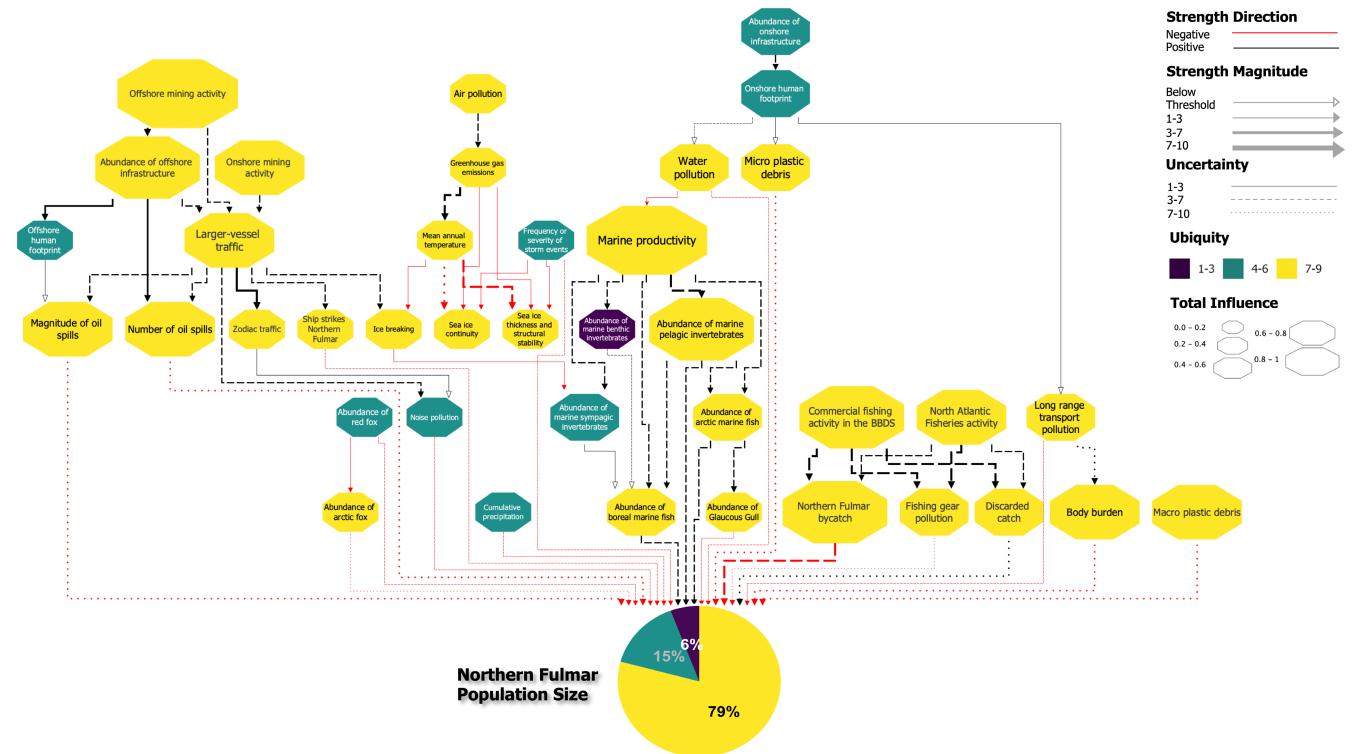 Abundance of
onshore
infrastructure
Strength Direction
Negative
Positive
Strength Magnitude
Below
Threshold
1-3
3-7
7-10
Uncertainty
1-3
3-7
7-10
Ubiquity
1-3
4-6
7-9
Total Influence
0.0 – 0.2
0.2 – 0.4
0.4 – 0.6
0.6 – 0.8
0.8 – 1
Offshore mining activity
Air pollution
Onshore human
footprint
Abundance of offshore
infrastructure
Onshore mining
activity
Greenhouse gas
emissions
Water
pollution
Micro plastic
debris
Offshore
human
footprint
Larger-vessel
traffic
Mean annual
temperature
Frequency or
severity of
storm events
Marine productivity
Magnitude of oil
spills
Number of oil spills
Zodiac traffic
Ship strikes
Northern
Fulmar
Ice breaking
Sea ice
continuity
Sea ice
thickness and
structural
stability
Abundance of
marine benthic
invertebrates
Abundance of marine
pelagic invertebrates
Abundance of
red fox
Noise pollution
Abundance of
marine sympagic
invertebrates
Abundance of
arctic marine fish
Commercial fishing
activity in the BBDS
North Atlantic
Fisheries activity
Long range
transport
pollution
Abundance of
arctic fox
Cumulative
precipitation
Abundance of
boreal marine fish
Abundance of
Glaucous Gull
Northern Fulmar
bycatch
Fishing gear
pollution
Discarded
catch
Body burden
Macro plastic debris
Northern Fulmar
Population Size
6%
15%
79%